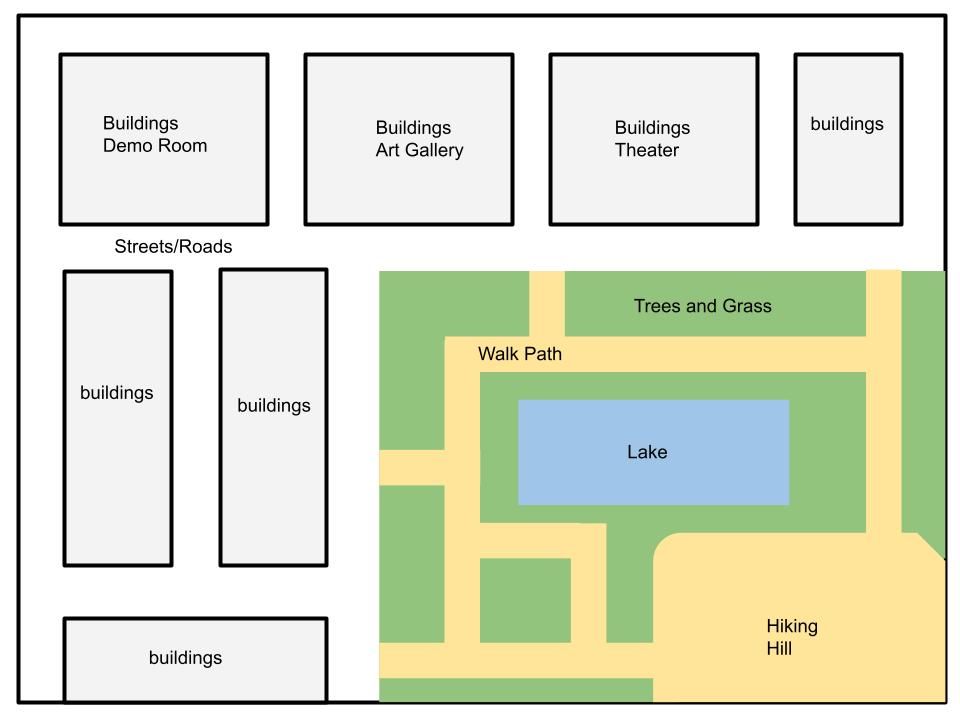 Buildings
Demo Room
Buildings
Art Gallery
Buildings
Theater
buildings
Streets/Roads
Trees and Grass
Walk Path
buildings
buildings
Lake
Hiking
Hill
buildings